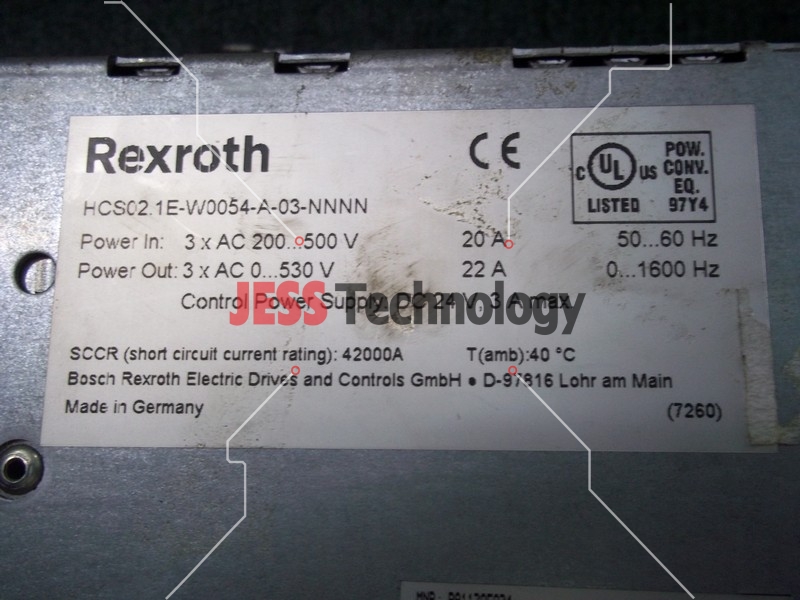 Rexroth
CE
HCS02.1E-W0054-A-03-NNNN
C UL US
LISTED
POW.
CONV.
EQ.
97Y4
Power In: 3 x AC 200...500 V 20 A 50...60 Hz
Power Out: 3 x AC 0...530 V 22 A 0...1600 Hz
Control Power Supply DC 24 V, 3 A max.
JESS Technology
SCCR (short circuit current rating): 42000A T(amb):40 °C
Bosch Rexroth Electric Drives and Controls GmbH ● D-97816 Lohr am Main
Made in Germany (7260)